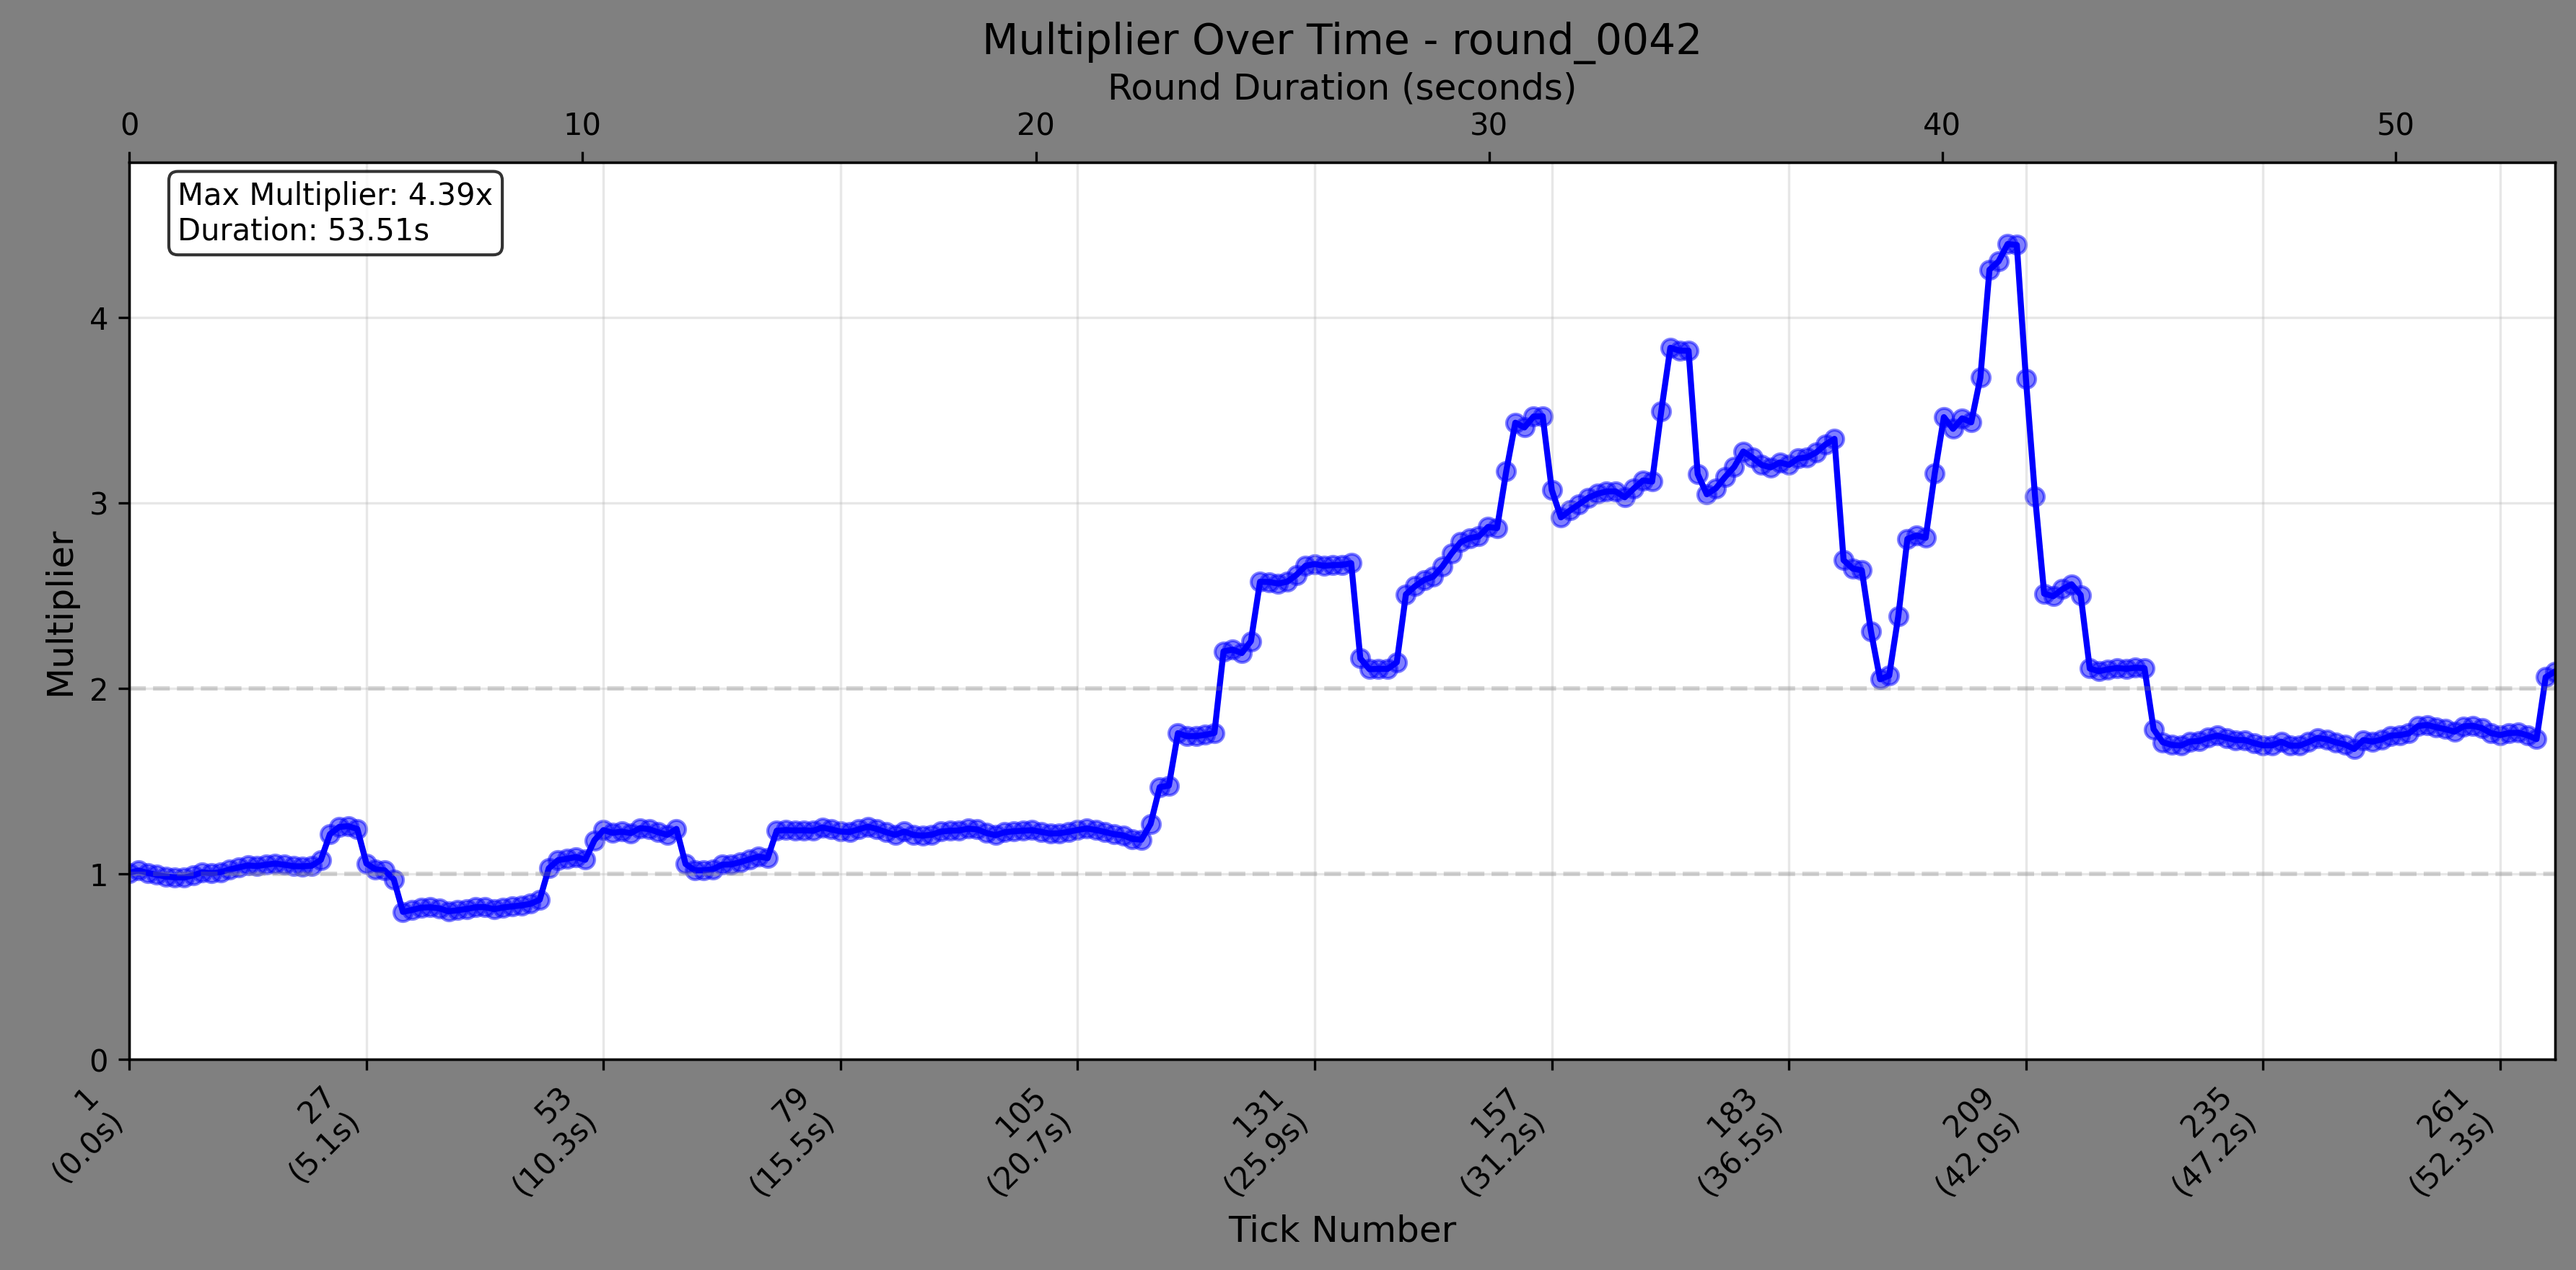 Multiplier Over Time - round_0042
Round Duration (seconds)
0 10 20 30 40 50
Max Multiplier: 4.39x
Duration: 53.51s
Multiplier
4
3
2
1
0
1
(0.0s)
27
(5.1s)
53
(10.3s)
79
(15.5s)
105
(20.7s)
131
(25.9s)
157
(31.2s)
183
(36.5s)
209
(42.0s)
235
(47.2s)
261
(52.3s)
Tick Number